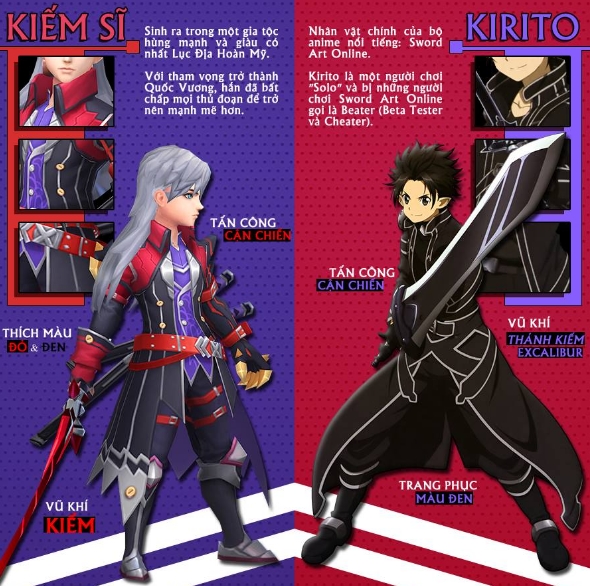 KIẾM SĨ
Sinh ra trong một gia tộc
hùng mạnh và giàu có
nhất Lục Địa Hoàn Mỹ.
Với tham vọng trở thành
Quốc Vương, hắn đã bất
chấp mọi thủ đoạn để trở
nên mạnh mẽ hơn.
TẤN CÔNG
CẬN CHIẾN
THÍCH MÀU
ĐỎ & ĐEN
VŨ KHÍ
KIẾM
KIRITO
Nhân vật chính của bộ
anime nổi tiếng: Sword
Art Online.
Kirito là một người chơi
"Solo" và bị những người
chơi Sword Art Online
gọi là Beater (Beta Tester
và Cheater).
TẤN CÔNG
CẬN CHIẾN
VŨ KHÍ
THÁNH KIẾM
EXCALIBUR
TRANG PHỤC
MÀU ĐEN